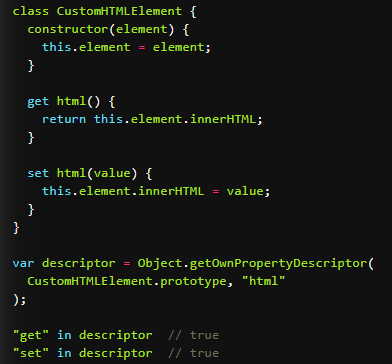 class CustomHTMLElement {
  constructor(element) {
    this.element = element;
  }

  get html() {
    return this.element.innerHTML;
  }

  set html(value) {
    this.element.innerHTML = value;
  }
}

var descriptor = Object.getOwnPropertyDescriptor(
  CustomHTMLElement.prototype, "html"
);

"get" in descriptor  // true
"set" in descriptor  // true